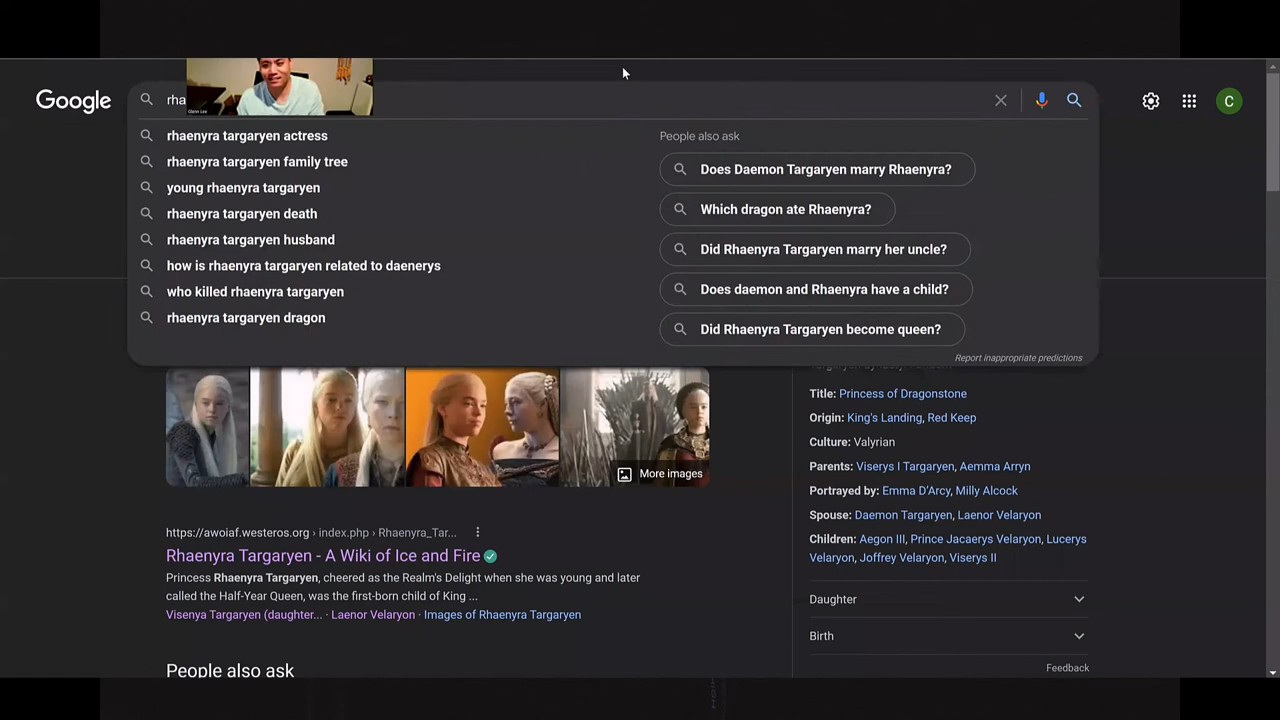 Google
rha
Glenn Lee
C
rhaenyra targaryen actress
rhaenyra targaryen family tree
young rhaenyra targaryen
rhaenyra targaryen death
rhaenyra targaryen husband
how is rhaenyra targaryen related to daenerys
who killed rhaenyra targaryen
rhaenyra targaryen dragon
People also ask
Does Daemon Targaryen marry Rhaenyra?
Which dragon ate Rhaenyra?
Did Rhaenyra Targaryen marry her uncle?
Does daemon and Rhaenyra have a child?
Did Rhaenyra Targaryen become queen?
Report inappropriate predictions
More images
https://awoiaf.westeros.org › index.php › Rhaenyra_Tar...
Rhaenyra Targaryen - A Wiki of Ice and Fire
Princess Rhaenyra Targaryen, cheered as the Realm's Delight when she was young and later
called the Half-Year Queen, was the first-born child of King ...
Visenya Targaryen (daughter... · Laenor Velaryon · Images of Rhaenyra Targaryen
People also ask
Title: Princess of Dragonstone
Origin: King's Landing, Red Keep
Culture: Valyrian
Parents: Viserys I Targaryen, Aemma Arryn
Portrayed by: Emma D'Arcy, Milly Alcock
Spouse: Daemon Targaryen, Laenor Velaryon
Children: Aegon III, Prince Jacaerys Velaryon, Lucerys
Velaryon, Joffrey Velaryon, Viserys II
Daughter
Birth
Feedback